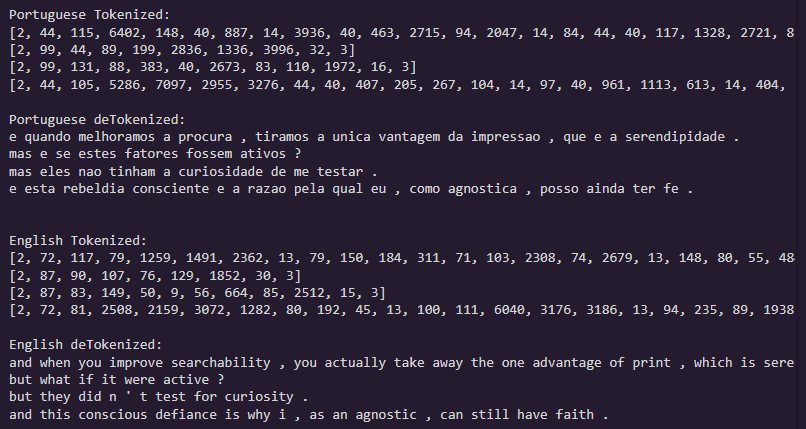 Portuguese Tokenized:
[2, 44, 115, 6402, 148, 40, 887, 14, 3936, 40, 463, 2715, 94, 2047, 14, 84, 44, 40, 117, 1328, 2721, 8
[2, 99, 44, 89, 199, 2836, 1336, 3996, 32, 3]
[2, 99, 131, 88, 383, 40, 2673, 83, 110, 1972, 16, 3]
[2, 44, 105, 5286, 7097, 2955, 3276, 44, 40, 407, 205, 267, 104, 14, 97, 40, 961, 1113, 613, 14, 404,
Portuguese deTokenized:
e quando melhoramos a procura , tiramos a unica vantagem da impressao , que e a serendipidade .
mas e se estes fatores fossem ativos ?
mas eles nao tinham a curiosidade de me testar .
e esta rebeldia consciente e a razao pela qual eu , como agnostica , posso ainda ter fe .
English Tokenized:
[2, 72, 117, 79, 1259, 1491, 2362, 13, 79, 150, 184, 311, 71, 103, 2308, 74, 2679, 13, 148, 80, 55, 484
[2, 87, 90, 107, 76, 129, 1852, 30, 3]
[2, 87, 83, 149, 50, 9, 56, 664, 85, 2512, 15, 3]
[2, 72, 81, 2508, 2159, 3072, 1282, 80, 192, 45, 13, 100, 111, 6040, 3176, 3186, 13, 94, 235, 89, 1938
English deTokenized:
and when you improve searchability , you actually take away the one advantage of print , which is sere
but what if it were active ?
but they did n ' t test for curiosity .
and this conscious defiance is why i , as an agnostic , can still have faith .